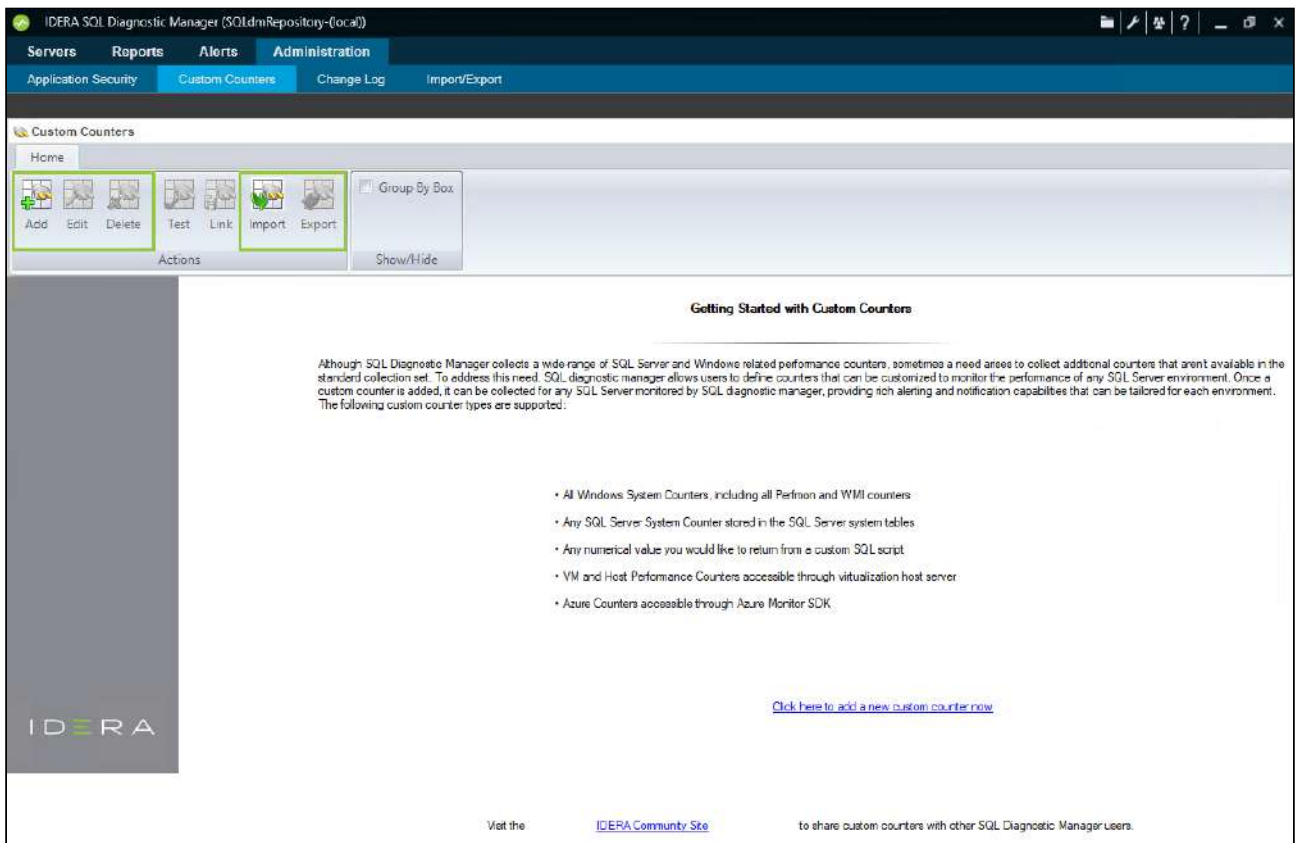 IDERA SQL Diagnostic Manager (SQLdmRepository-(local))
?
Servers Reports Alerts Administration
Application Security Custom Counters Change Log Import/Export
Custom Counters
Home
Add Edit Delete Test Link Import Export
Group By Box
Actions Show/Hide
Getting Started with Custom Counters
Although SQL Diagnostic Manager collects a wide range of SQL Server and Windows related performance counters, sometimes a need arises to collect additional counters that aren't available in the
standard collection set. To address this need, SQL diagnostic manager allows users to define counters that can be customized to monitor the performance of any SQL Server environment. Once a
custom counter is added, it can be collected for any SQL Server monitored by SQL diagnostic manager, providing rich alerting and notification capabilities that can be tailored for each environment.
The following custom counter types are supported:
• All Windows System Counters, including all Perfmon and WMI counters
• Any SQL Server System Counter stored in the SQL Server system tables
• Any numerical value you would like to return from a custom SQL script
• VM and Host Performance Counters accessible through virtualization host server
• Azure Counters accessible through Azure Monitor SDK
Click here to add a new custom counter now
IDERA
Visit the IDERA Community Site to share custom counters with other SQL Diagnostic Manager users.